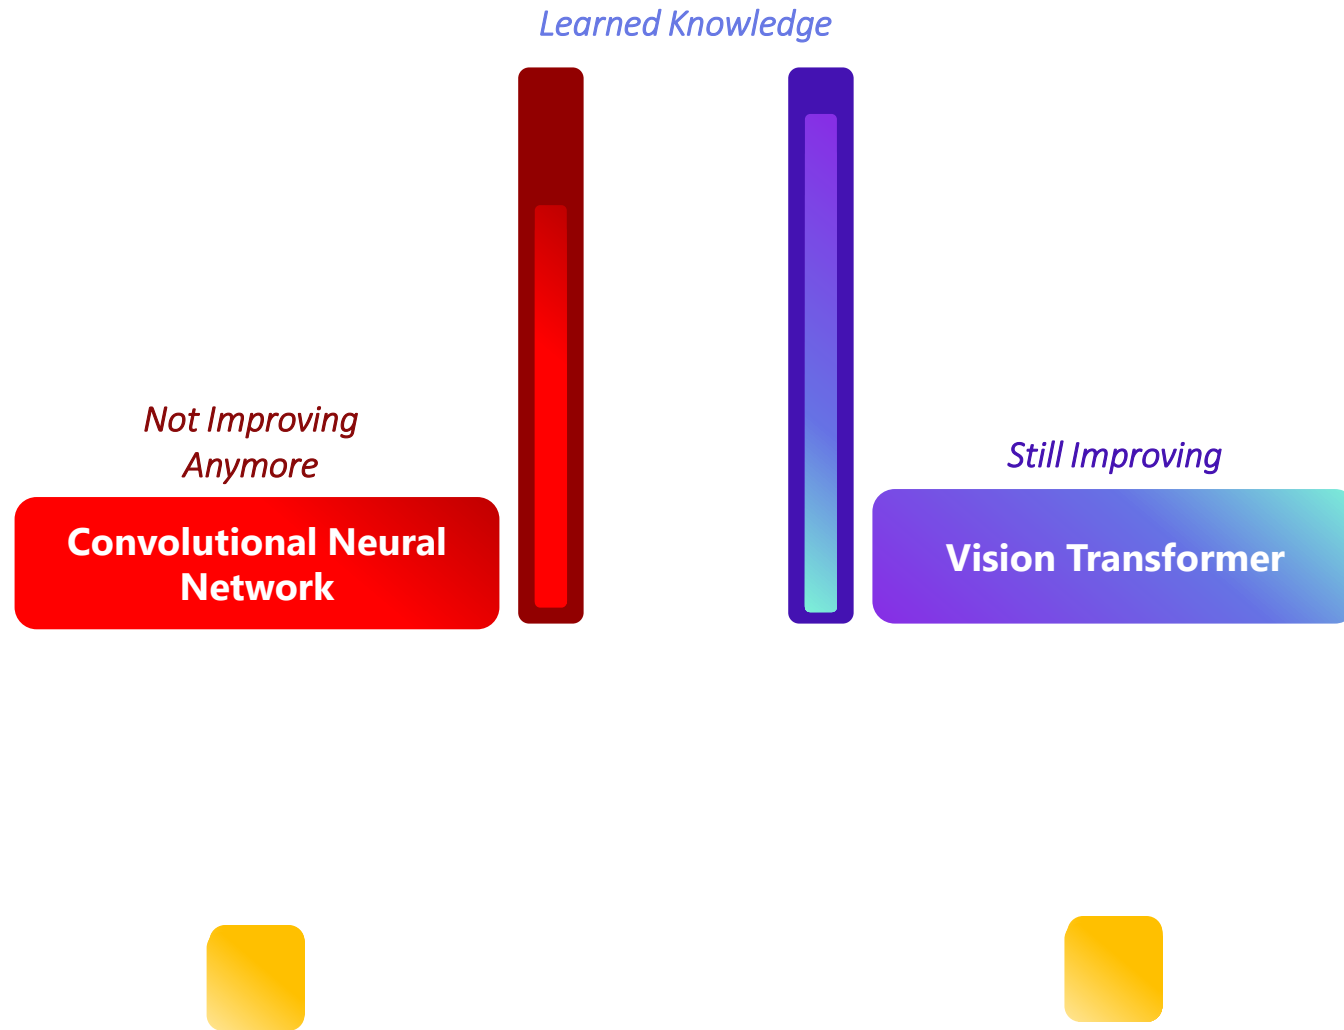 Learned Knowledge
Not Improving
Anymore
Still Improving
Convolutional Neural
Network
Vision Transformer